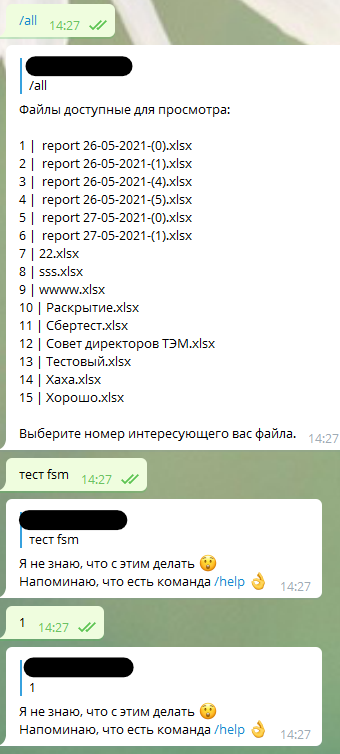 /all 14:27
/all
Файлы доступные для просмотра:
1 | report 26-05-2021-(0).xlsx
2 | report 26-05-2021-(1).xlsx
3 | report 26-05-2021-(4).xlsx
4 | report 26-05-2021-(5).xlsx
5 | report 27-05-2021-(0).xlsx
6 | report 27-05-2021-(1).xlsx
7 | 22.xlsx
8 | sss.xlsx
9 | wwww.xlsx
10 | Раскрытие.xlsx
11 | Сбертест.xlsx
12 | Совет директоров ТЭМ.xlsx
13 | Тестовый.xlsx
14 | Хаха.xlsx
15 | Хорошо.xlsx
Выберите номер интересующего вас файла. 14:27
тест fsm 14:27
тест fsm
Я не знаю, что с этим делать 😲
Напоминаю, что есть команда /help 👌 14:27
1 14:27
1
Я не знаю, что с этим делать 😲
Напоминаю, что есть команда /help 👌 14:27